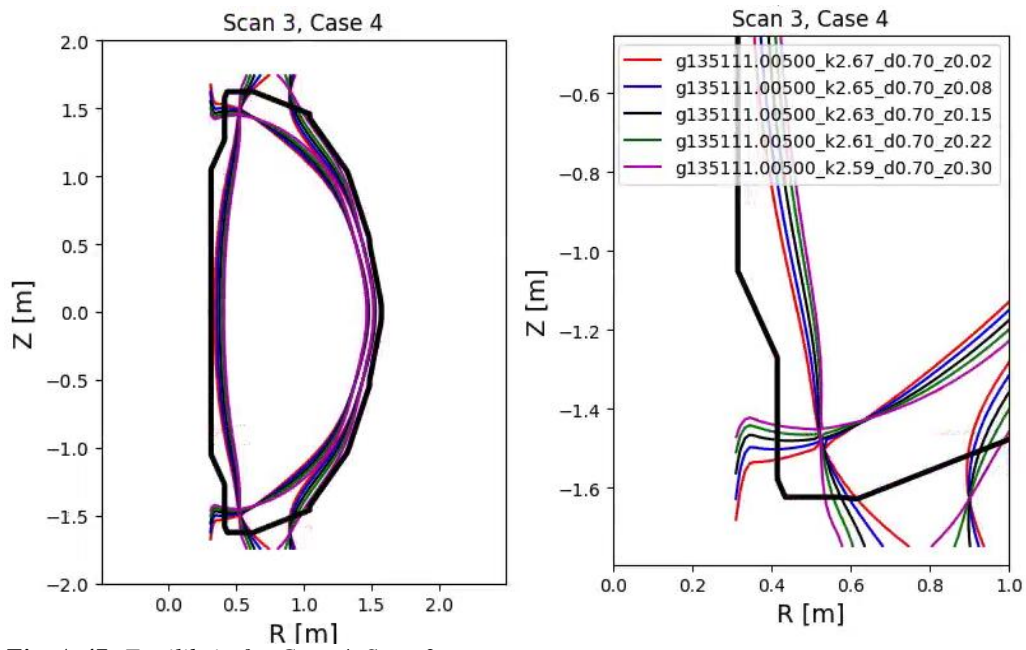 Scan 3, Case 4
2.0
1.5
1.0
0.5
0.0
−0.5
−1.0
−1.5
−2.0
Z [m]
0.0 0.5 1.0 1.5 2.0
R [m]
Scan 3, Case 4
g135111.00500_k2.67_d0.70_z0.02
g135111.00500_k2.65_d0.70_z0.08
g135111.00500_k2.63_d0.70_z0.15
g135111.00500_k2.61_d0.70_z0.22
g135111.00500_k2.59_d0.70_z0.30
−0.6
−0.8
−1.0
−1.2
−1.4
−1.6
Z [m]
0.0 0.2 0.4 0.6 0.8 1.0
R [m]